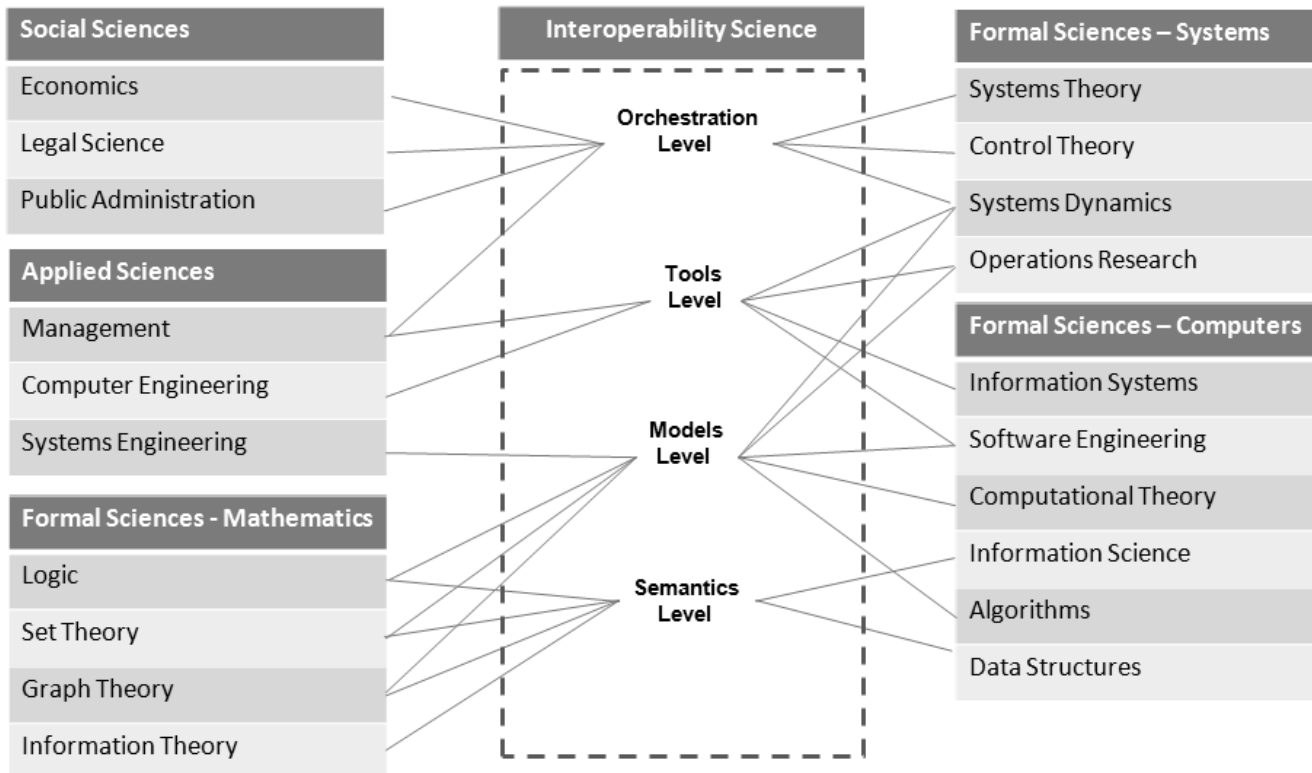 Social Sciences
Economics
Legal Science
Public Administration
Applied Sciences
Management
Computer Engineering
Systems Engineering
Formal Sciences - Mathematics
Logic
Set Theory
Graph Theory
Information Theory
Interoperability Science
Orchestration
Level
Tools
Level
Models
Level
Semantics
Level
Formal Sciences – Systems
Systems Theory
Control Theory
Systems Dynamics
Operations Research
Formal Sciences – Computers
Information Systems
Software Engineering
Computational Theory
Information Science
Algorithms
Data Structures